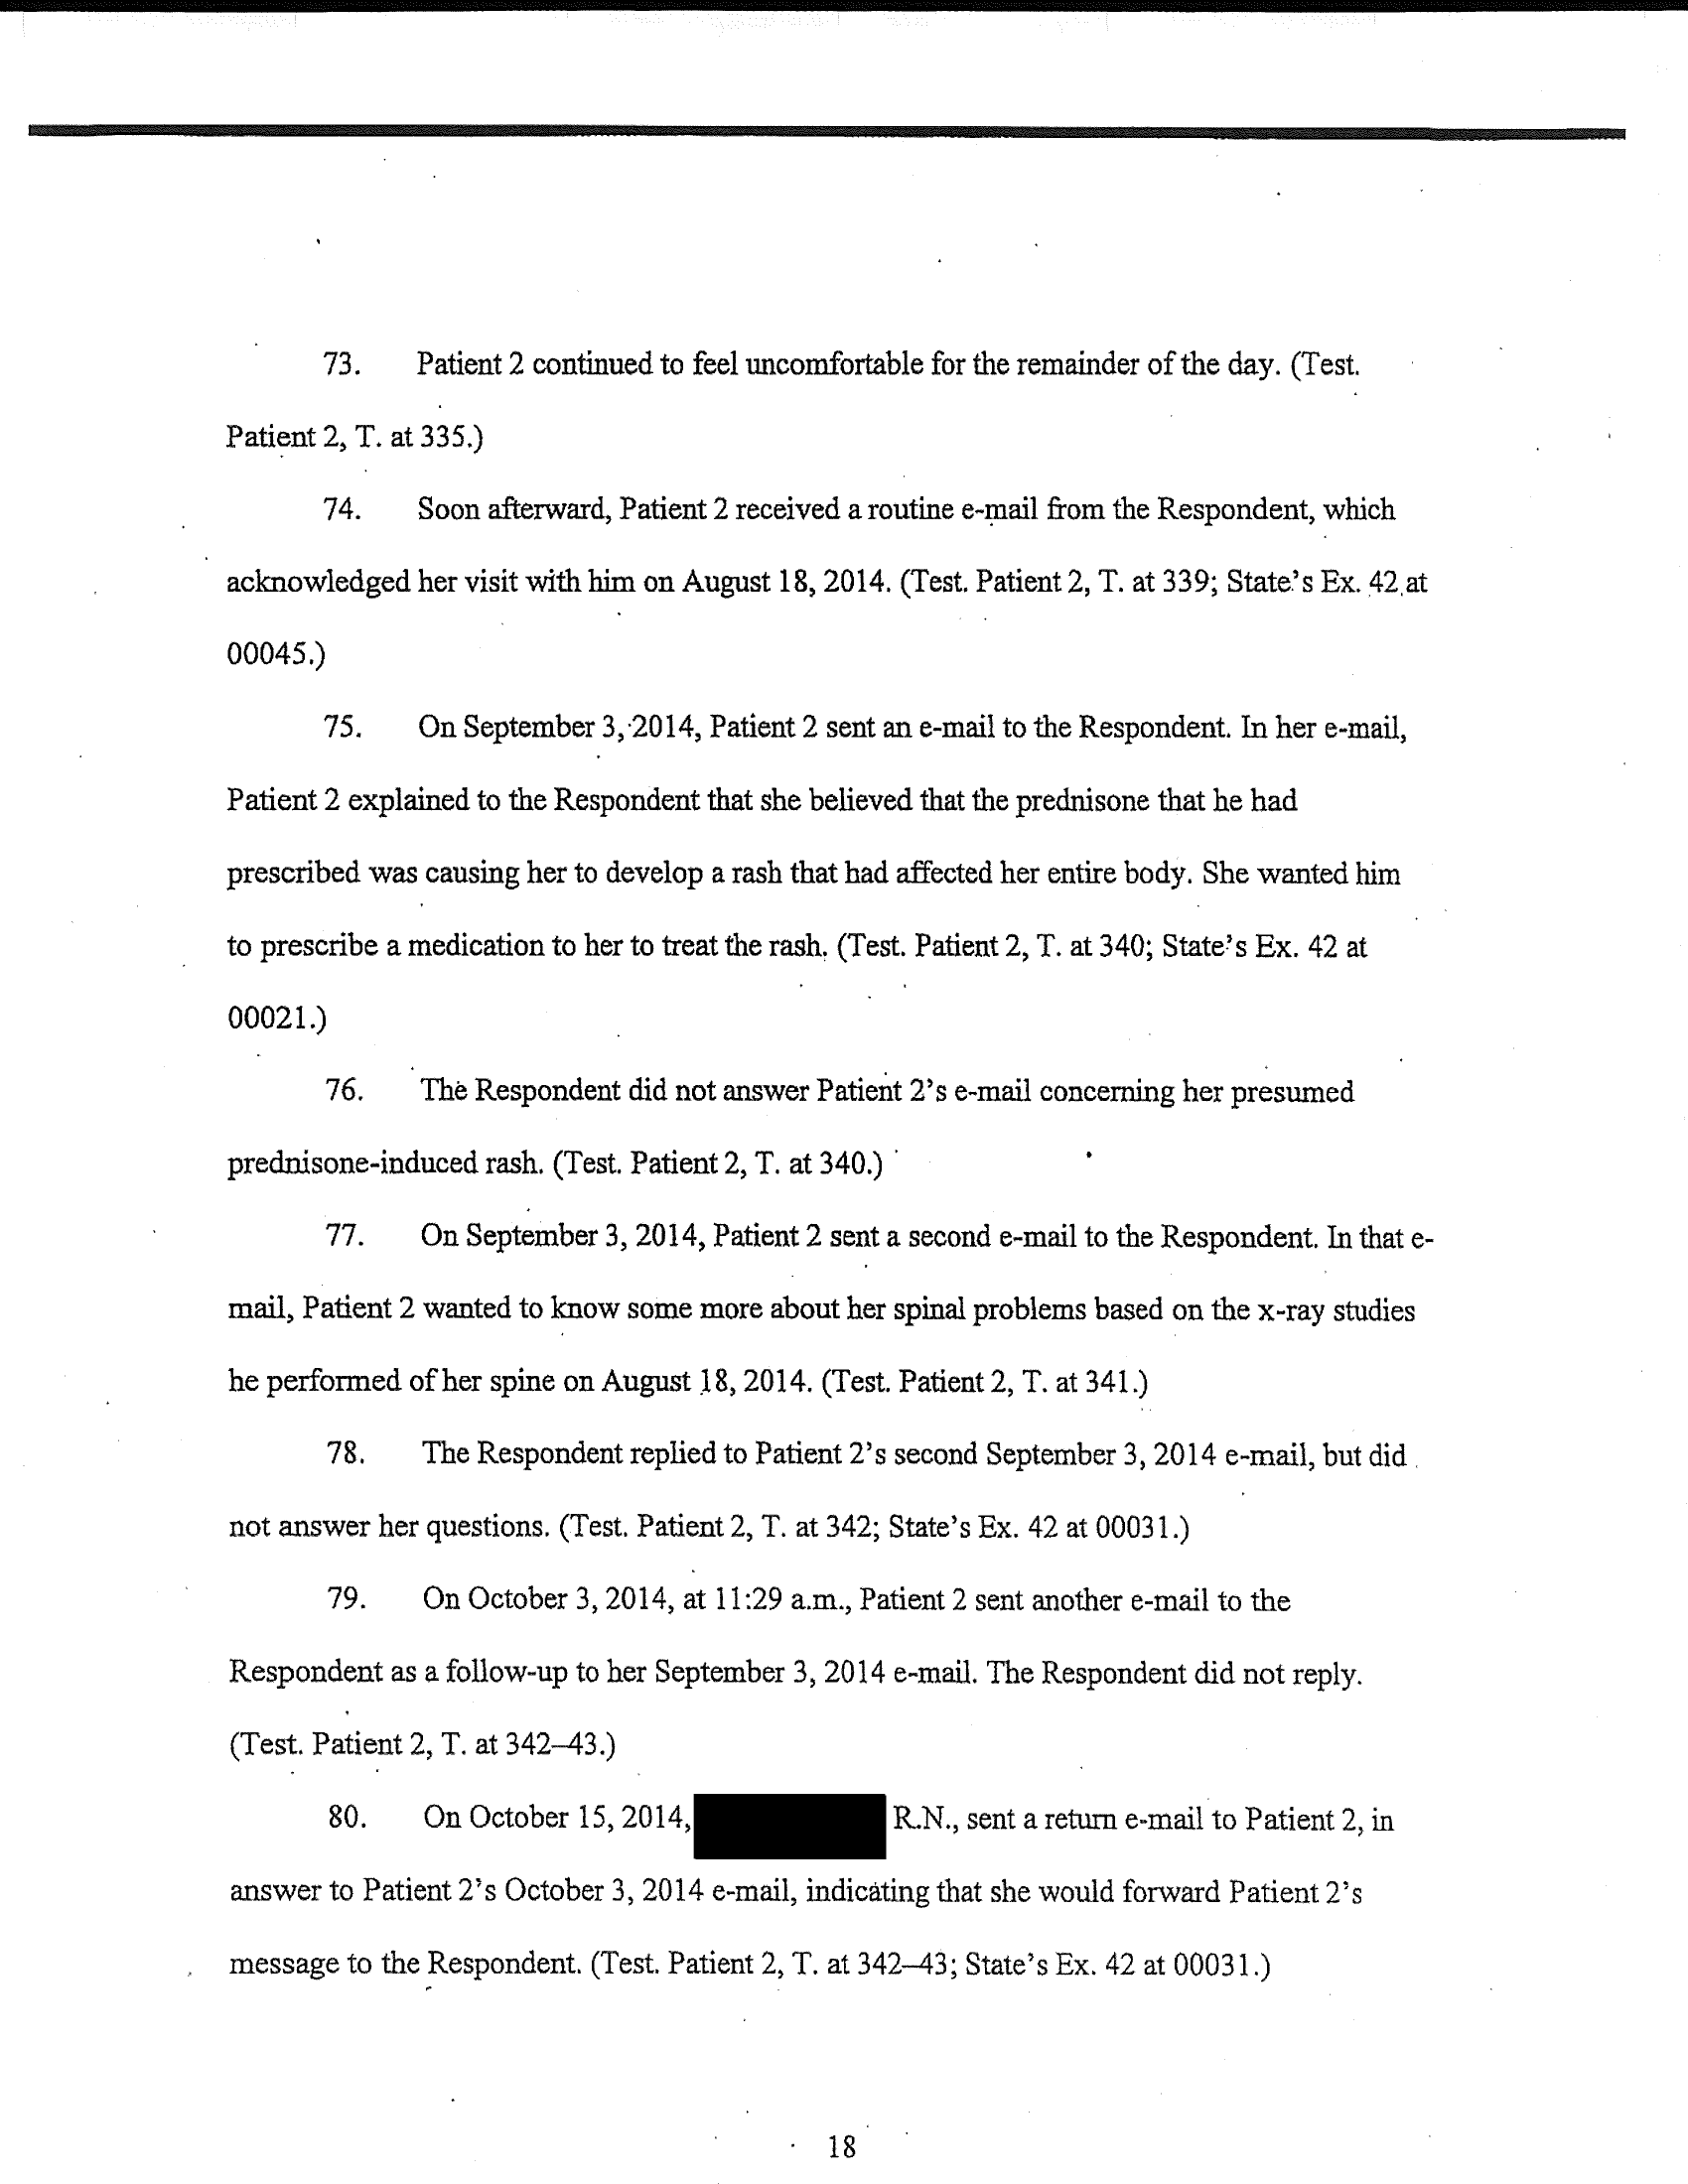 73. Patient 2 continued to feel uncomfortable for the remainder of the day. (Test.
Patient 2, T. at 335.)
74. Soon afterward, Patient 2 received a routine e-mail from the Respondent, which
acknowledged her visit with him on August 18, 2014. (Test. Patient 2, T. at 339; State's Ex. 42 at
00045.)
75. On September 3, 2014, Patient 2 sent an e-mail to the Respondent. In her e-mail,
Patient 2 explained to the Respondent that she believed that the prednisone that he had
prescribed was causing her to develop a rash that had affected her entire body. She wanted him
to prescribe a medication to her to treat the rash. (Test. Patient 2, T. at 340; State's Ex. 42 at
00021.)
76. The Respondent did not answer Patient 2's e-mail concerning her presumed
prednisone-induced rash. (Test. Patient 2, T. at 340.)
77. On September 3, 2014, Patient 2 sent a second e-mail to the Respondent. In that e-
mail, Patient 2 wanted to know some more about her spinal problems based on the x-ray studies
he performed of her spine on August 18, 2014. (Test. Patient 2, T. at 341.)
78. The Respondent replied to Patient 2's second September 3, 2014 e-mail, but did
not answer her questions. (Test. Patient 2, T. at 342; State's Ex. 42 at 00031.)
79. On October 3, 2014, at 11:29 a.m., Patient 2 sent another e-mail to the
Respondent as a follow-up to her September 3, 2014 e-mail. The Respondent did not reply.
(Test. Patient 2, T. at 342–43.)
80. On October 15, 2014, R.N., sent a return e-mail to Patient 2, in
answer to Patient 2's October 3, 2014 e-mail, indicating that she would forward Patient 2's
message to the Respondent. (Test. Patient 2, T. at 342–43; State's Ex. 42 at 00031.)
18